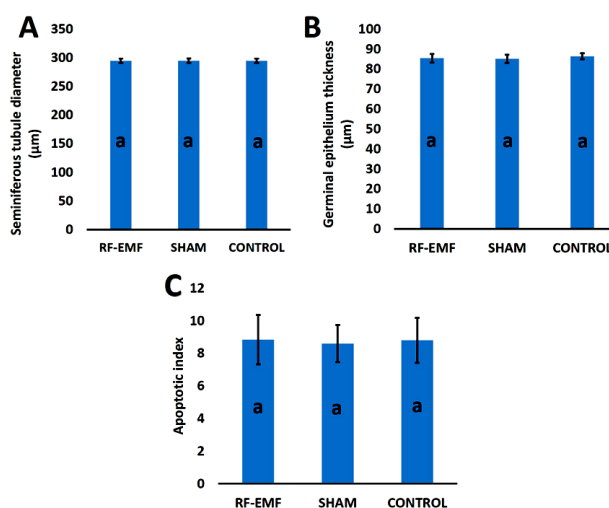 A
Seminiferous tubule diameter
(µm)
350
300
250
200
150
100
50
0
a
a
a
RF-EMF SHAM CONTROL
B
Germinal epithelium thickness
(µm)
100
90
80
70
60
50
40
30
20
10
0
a
a
a
RF-EMF SHAM CONTROL
C
Apoptotic index
12
10
8
6
4
2
0
a
a
a
RF-EMF SHAM CONTROL